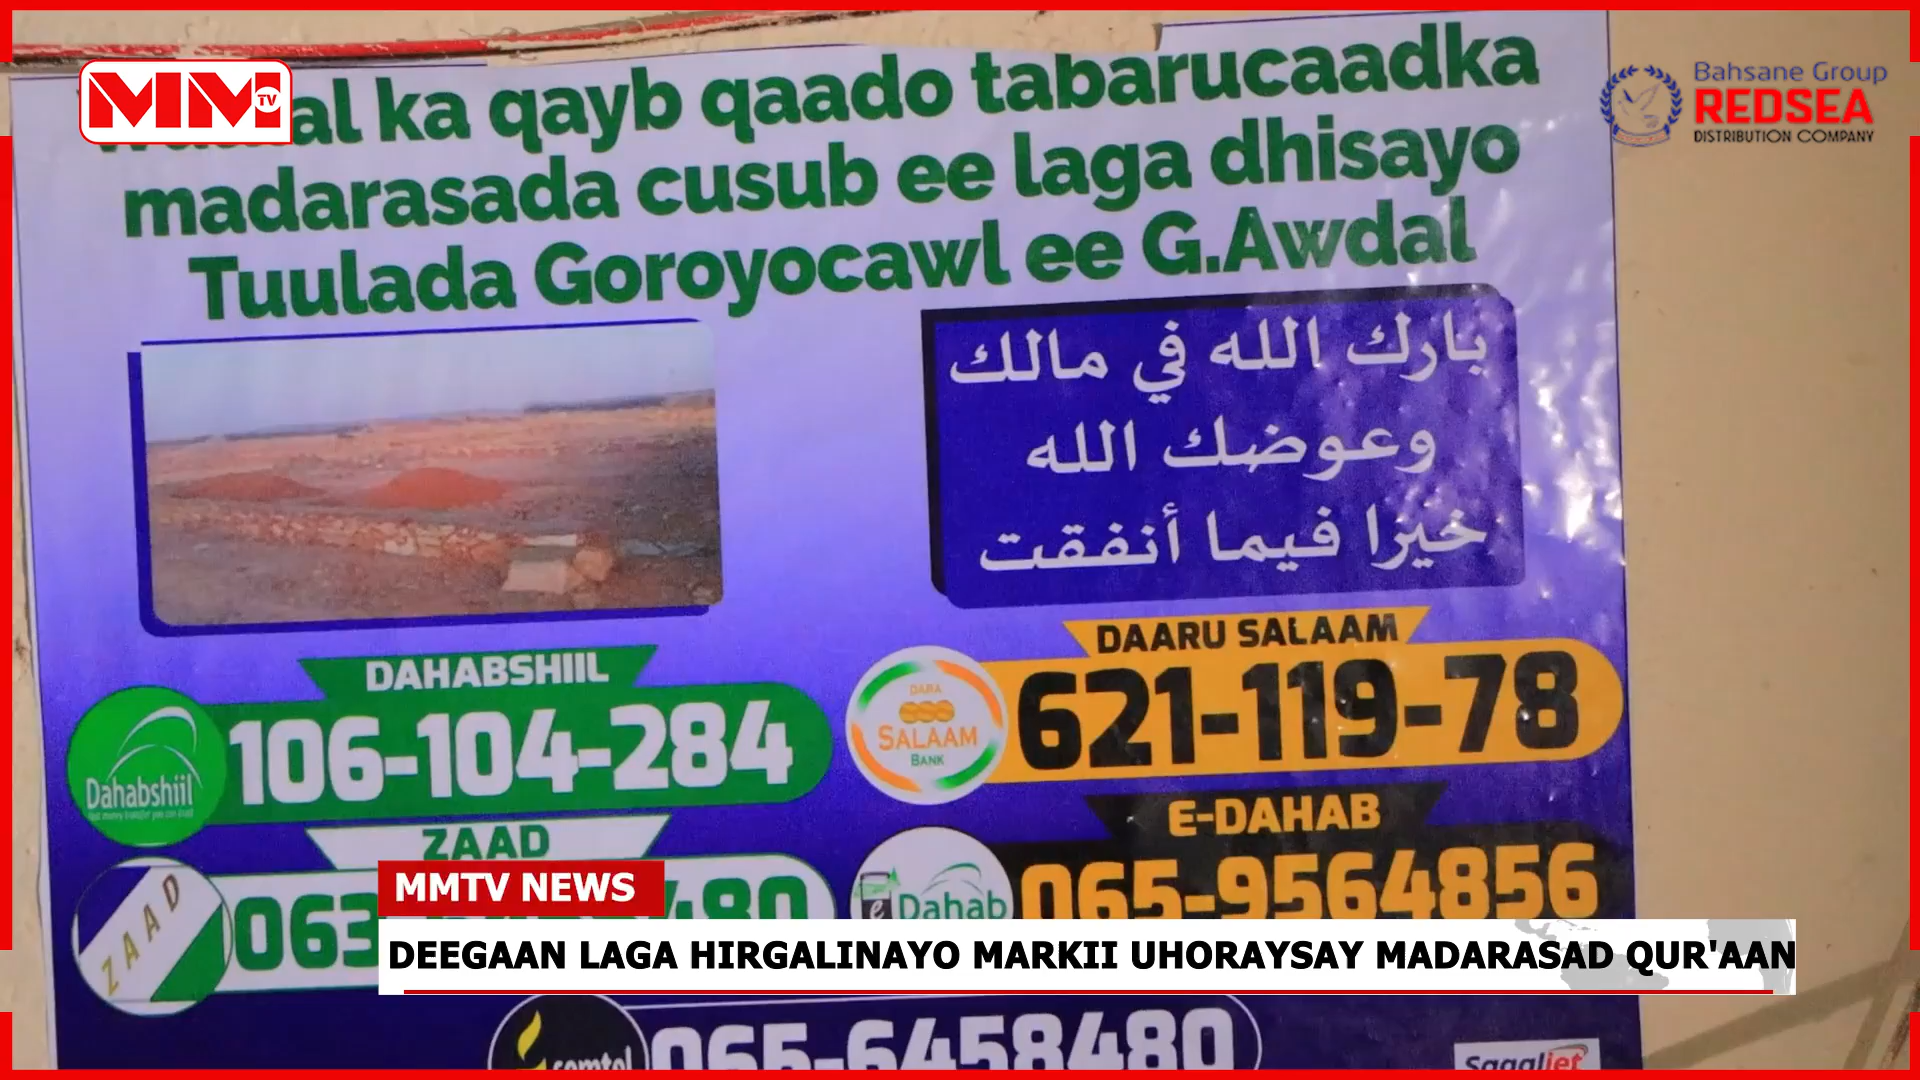 MM TV
Bahsane Group
REDSEA
DISTRIBUTION COMPANY
ka qayb qaado tabarucaadka
madarasada cusub ee laga dhisayo
Tuulada Goroyocawl ee G.Awdal
بارك الله في مالك
وعوضك الله
خيرا فيما أنفقت
DAHABSHIIL
Dahabshiil
106-104-284
DAARU SALAAM
DARA
SALAAM
BANK
621-119-78
ZAAD
ZAAD
063
480
E-DAHAB
e Dahab
065-9564856
MMTV NEWS
DEEGAAN LAGA HIRGALINAYO MARKII UHORAYSAY MADARASAD QUR'AAN
somtel
065-6458480
Sagaljet